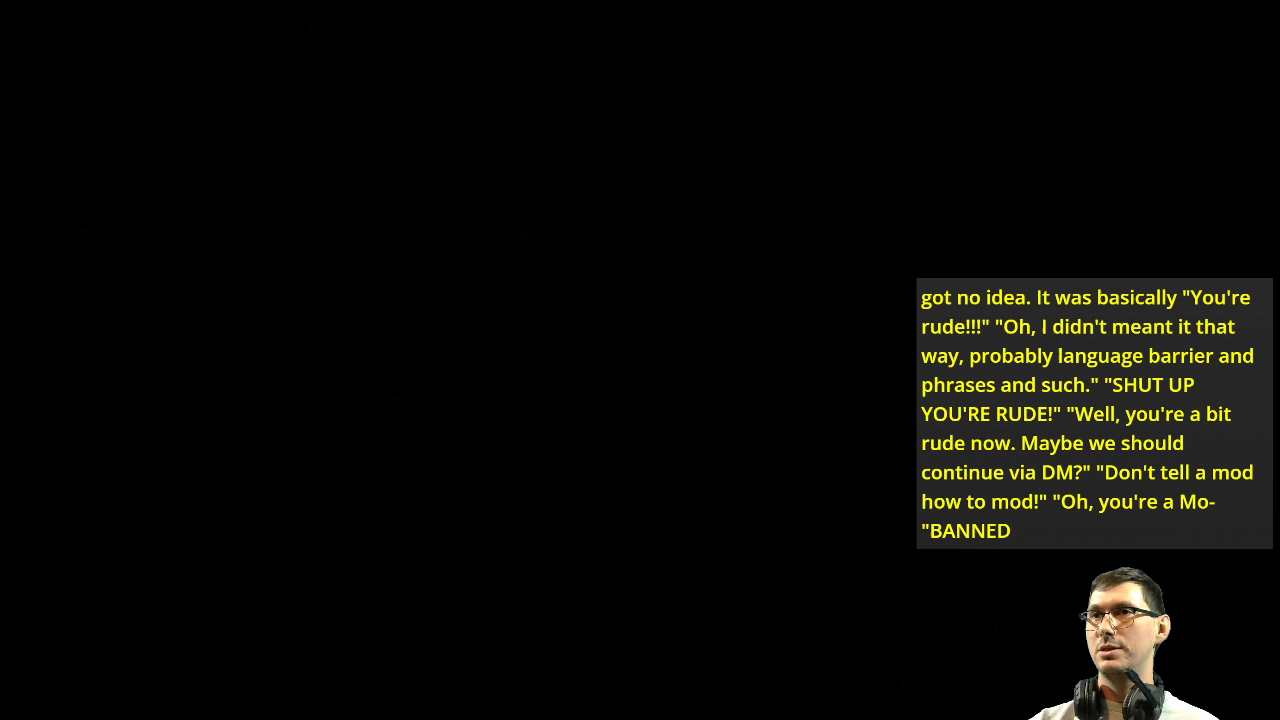 got no idea. It was basically "You're
rude!!!" "Oh, I didn't meant it that
way, probably language barrier and
phrases and such." "SHUT UP
YOU'RE RUDE!" "Well, you're a bit
rude now. Maybe we should
continue via DM?" "Don't tell a mod
how to mod!" "Oh, you're a Mo-
"BANNED